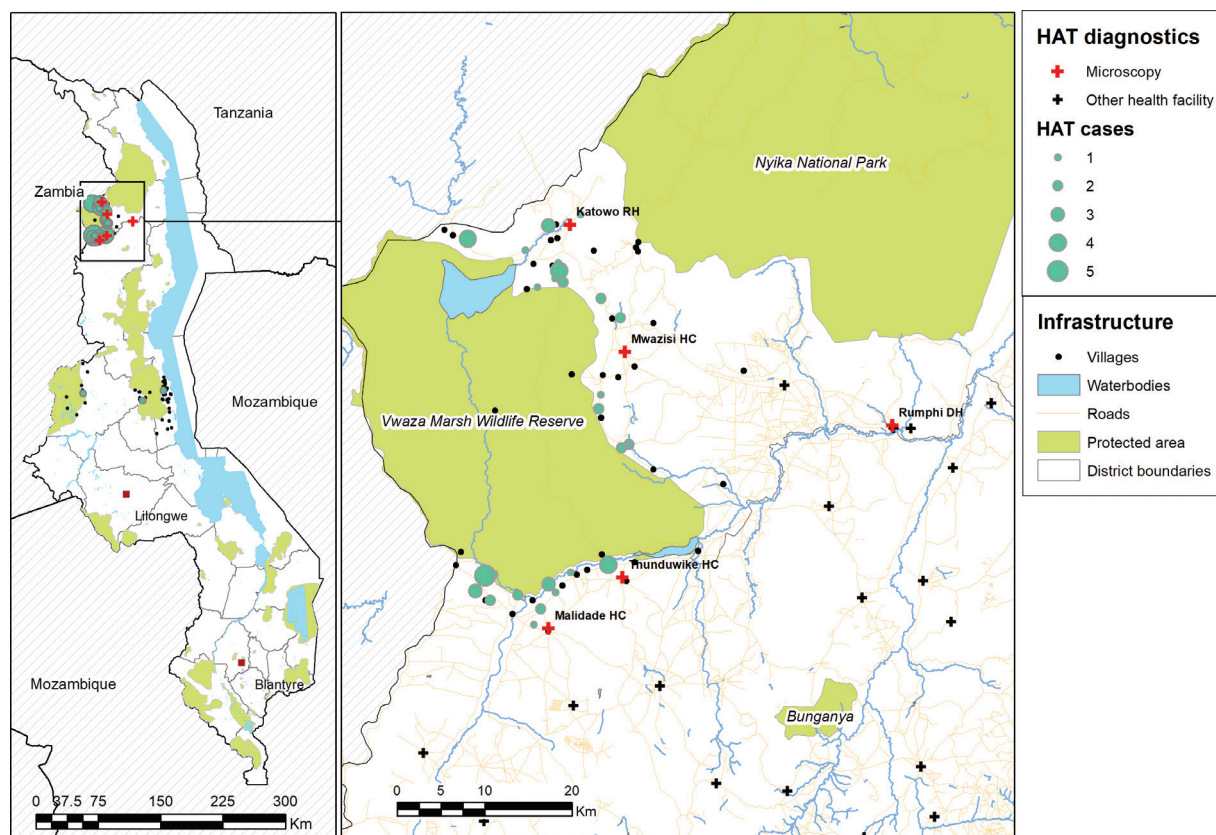 Tanzania
Zambia
Mozambique
Lilongwe
Mozambique
Blantyre
0 37.5 75 150 225 300
Km
Nyika National Park
Katowo RH
Mwazisi HC
Vwaza Marsh Wildlife Reserve
Rumphi DH
Thunduwike HC
Malidade HC
Bunganya
0 5 10 20
Km
HAT diagnostics
Microscopy
Other health facility
HAT cases
1
2
3
4
5
Infrastructure
Villages
Waterbodies
Roads
Protected area
District boundaries